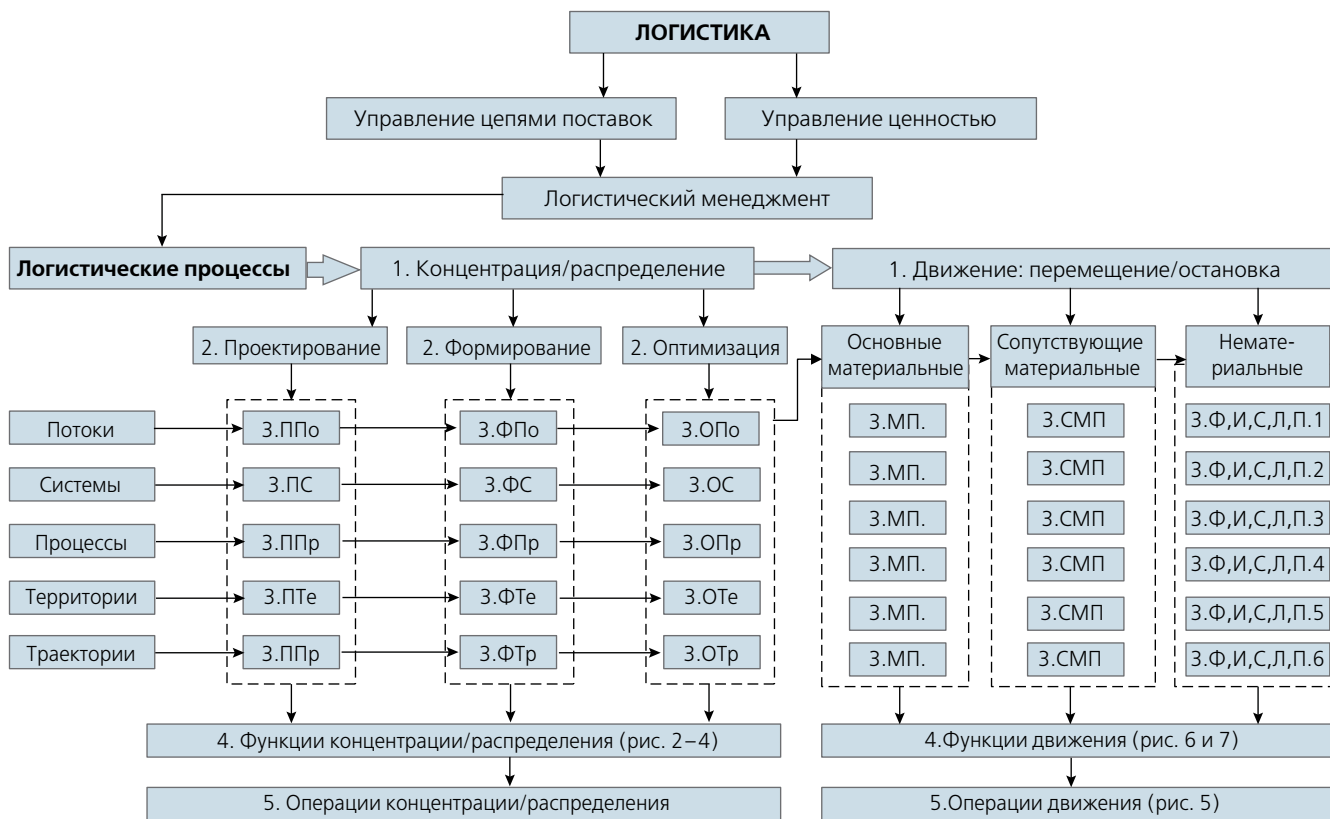 ЛОГИСТИКА
Управление цепями поставок
Управление ценностью
Логистический менеджмент
Логистические процессы
1. Концентрация/распределение
1. Движение: перемещение/остановка
2. Проектирование
2. Формирование
2. Оптимизация
Основные
материальные
Сопутствующие
материальные
Немате-
риальные
Потоки
3.ППо
3.ФПо
3.ОПо
3.МП.
3.СМП
3.Ф,И,С,Л,П.1
Системы
3.ПС
3.ФС
3.ОС
3.МП.
3.СМП
3.Ф,И,С,Л,П.2
Процессы
3.ППр
3.ФПр
3.ОПр
3.МП.
3.СМП
3.Ф,И,С,Л,П.3
3.МП.
3.СМП
3.Ф,И,С,Л,П.4
Территории
3.ПТе
3.ФТе
3.ОТе
3.МП.
3.СМП
3.Ф,И,С,Л,П.5
Траектории
3.ППр
3.ФТр
3.ОТр
3.МП.
3.СМП
3.Ф,И,С,Л,П.6
4. Функции концентрации/распределения (рис. 2–4)
4.Функции движения (рис. 6 и 7)
5. Операции концентрации/распределения
5.Операции движения (рис. 5)